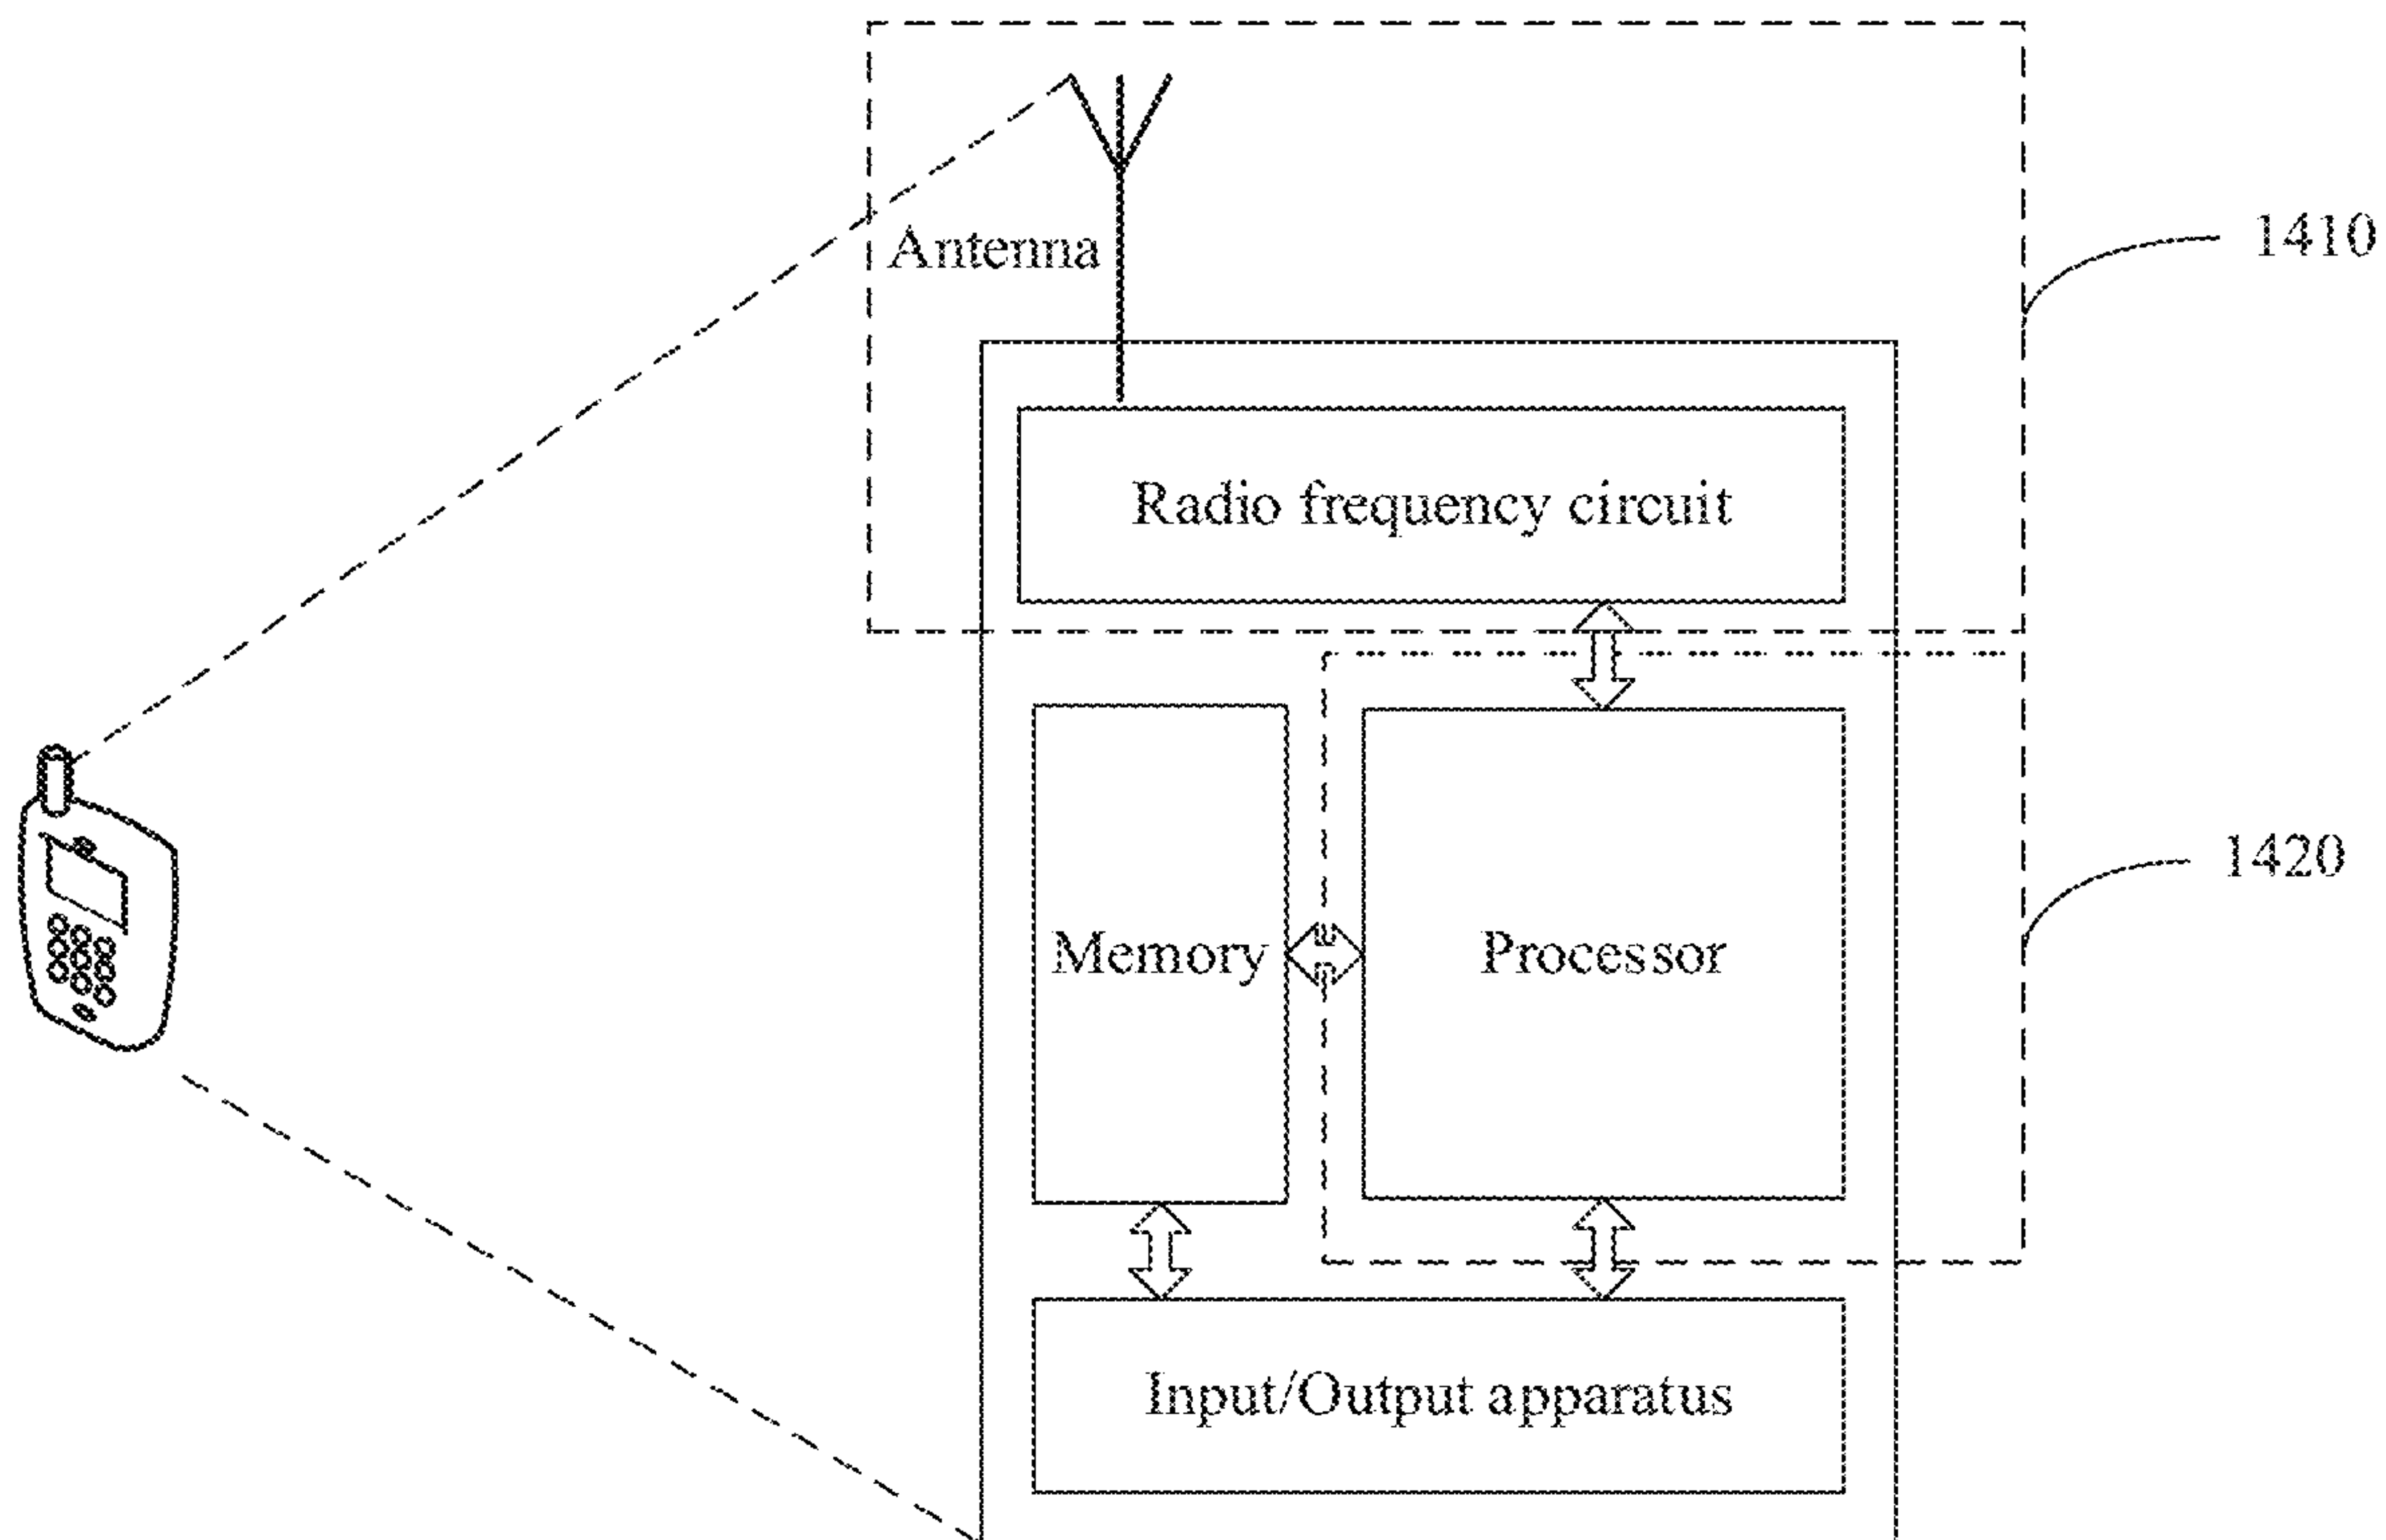 Antenna
1410
Radio frequency circuit
1420
Memory
Processor
Input/Output apparatus